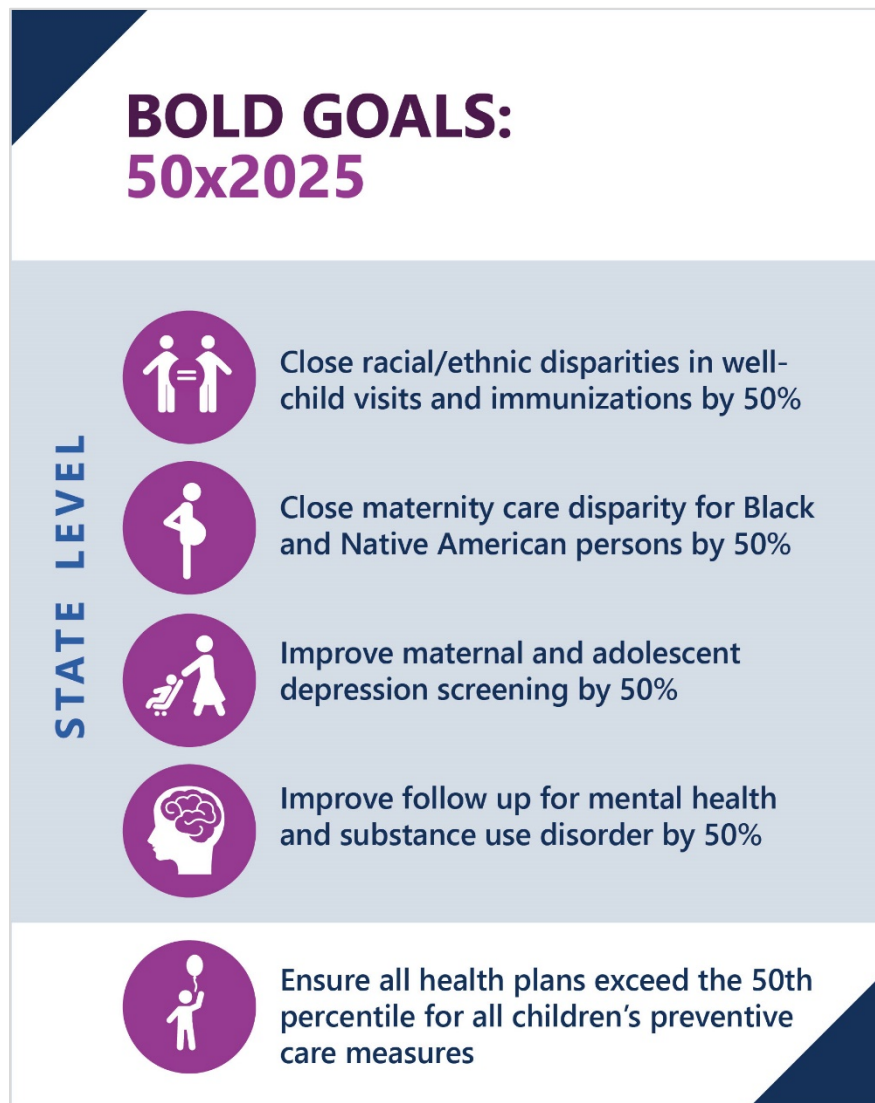 BOLD GOALS:
50x2025
STATE LEVEL
Close racial/ethnic disparities in well-
child visits and immunizations by 50%
Close maternity care disparity for Black
and Native American persons by 50%
Improve maternal and adolescent
depression screening by 50%
Improve follow up for mental health
and substance use disorder by 50%
Ensure all health plans exceed the 50th
percentile for all children’s preventive
care measures